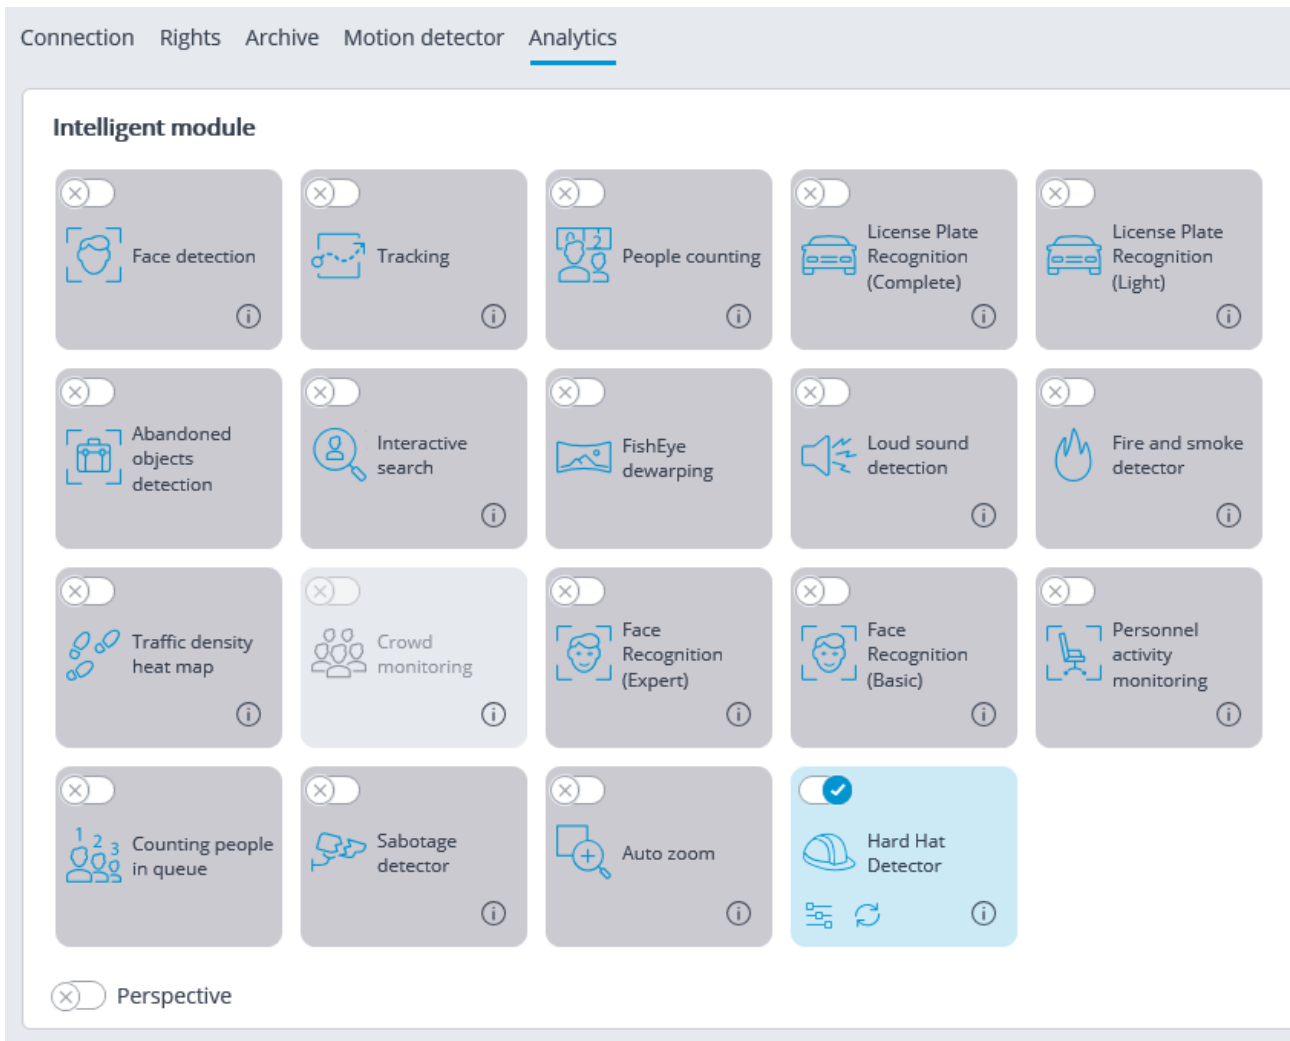 Connection Rights Archive Motion detector Analytics
Intelligent module
Face detection
Tracking
People counting
License Plate
Recognition
(Complete)
License Plate
Recognition
(Light)
Abandoned
objects
detection
Interactive
search
FishEye
dewarping
Loud sound
detection
Fire and smoke
detector
Traffic density
heat map
Crowd
monitoring
Face
Recognition
(Expert)
Face
Recognition
(Basic)
Personnel
activity
monitoring
1 2 3
Counting people
in queue
Sabotage
detector
Auto zoom
Hard Hat
Detector
Perspective